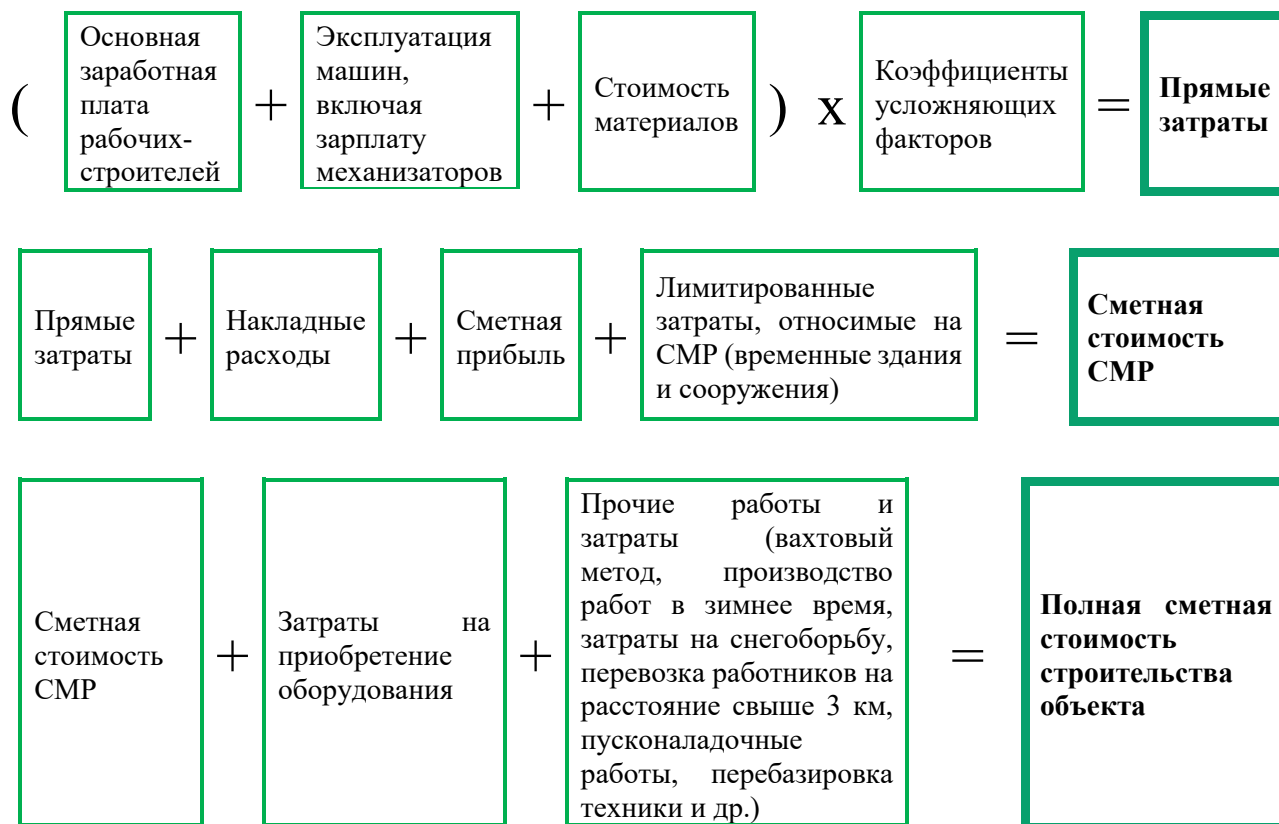 (
Основная
заработная
плата
рабочих-
строителей
+
Эксплуатация
машин,
включая
зарплату
механизаторов
+
Стоимость
материалов
)
x
Коэффициенты
усложняющих
факторов
=
Прямые
затраты
Прямые
затраты
+
Накладные
расходы
+
Сметная
прибыль
+
Лимитированные
затраты, относимые на
СМР (временные здания
и сооружения)
=
Сметная
стоимость
СМР
Сметная
стоимость
СМР
+
Затраты на
приобретение
оборудования
+
Прочие работы и
затраты (вахтовый
метод, производство
работ в зимнее время,
затраты на снегоборьбу,
перевозка работников на
расстояние свыше 3 км,
пусконаладочные
работы, перебазировка
техники и др.)
=
Полная сметная
стоимость
строительства
объекта